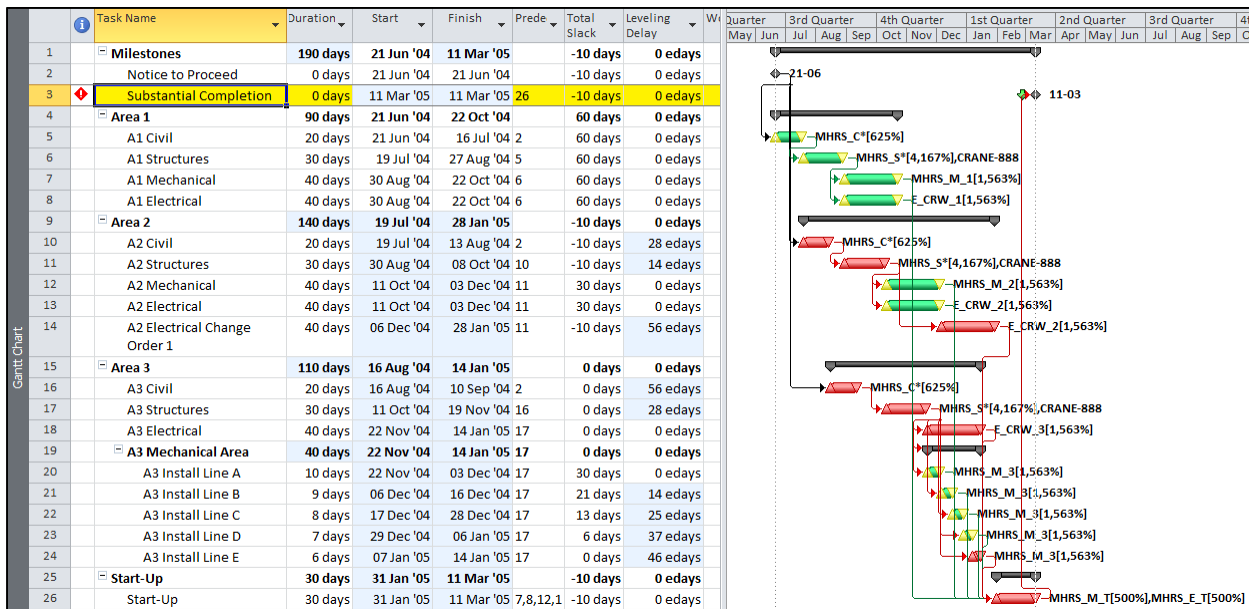 Task Name Duration Start Finish Prede Total Slack Leveling Delay Wo Quarter 3rd Quarter 4th Quarter 1st Quarter 2nd Quarter 3rd Quarter 4t
May Jun Jul Aug Sep Oct Nov Dec Jan Feb Mar Apr May Jun Jul Aug Sep O
1 Milestones 190 days 21 Jun '04 11 Mar '05 -10 days 0 edays
2 Notice to Proceed 0 days 21 Jun '04 21 Jun '04 -10 days 0 edays 21-06
3 Substantial Completion 0 days 11 Mar '05 11 Mar '05 26 -10 days 0 edays 11-03
4 Area 1 90 days 21 Jun '04 22 Oct '04 60 days 0 edays
5 A1 Civil 20 days 21 Jun '04 16 Jul '04 2 60 days 0 edays MHRS_C*[625%]
6 A1 Structures 30 days 19 Jul '04 27 Aug '04 5 60 days 0 edays MHRS_S*[4,167%],CRANE-888
7 A1 Mechanical 40 days 30 Aug '04 22 Oct '04 6 60 days 0 edays MHRS_M_1[1,563%]
8 A1 Electrical 40 days 30 Aug '04 22 Oct '04 6 60 days 0 edays E_CRW_1[1,563%]
9 Area 2 140 days 19 Jul '04 28 Jan '05 -10 days 0 edays
10 A2 Civil 20 days 19 Jul '04 13 Aug '04 2 -10 days 28 edays MHRS_C*[625%]
11 A2 Structures 30 days 30 Aug '04 08 Oct '04 10 -10 days 14 edays MHRS_S*[4,167%],CRANE-888
12 A2 Mechanical 40 days 11 Oct '04 03 Dec '04 11 30 days 0 edays MHRS_M_2[1,563%]
13 A2 Electrical 40 days 11 Oct '04 03 Dec '04 11 30 days 0 edays E_CRW_2[1,563%]
14 A2 Electrical Change 40 days 06 Dec '04 28 Jan '05 11 -10 days 56 edays E_CRW_2[1,563%]
Order 1
15 Area 3 110 days 16 Aug '04 14 Jan '05 0 days 0 edays
16 A3 Civil 20 days 16 Aug '04 10 Sep '04 2 0 days 56 edays MHRS_C*[625%]
17 A3 Structures 30 days 11 Oct '04 19 Nov '04 16 0 days 28 edays MHRS_S*[4,167%],CRANE-888
18 A3 Electrical 40 days 22 Nov '04 14 Jan '05 17 0 days 0 edays E_CRW_3[1,563%]
19 A3 Mechanical Area 40 days 22 Nov '04 14 Jan '05 17 0 days 0 edays
20 A3 Install Line A 10 days 22 Nov '04 03 Dec '04 17 30 days 0 edays MHRS_M_3[1,563%]
21 A3 Install Line B 9 days 06 Dec '04 16 Dec '04 17 21 days 14 edays MHRS_M_3[1,563%]
22 A3 Install Line C 8 days 17 Dec '04 28 Dec '04 17 13 days 25 edays MHRS_M_3[1,563%]
23 A3 Install Line D 7 days 29 Dec '04 06 Jan '05 17 6 days 37 edays MHRS_M_3[1,563%]
24 A3 Install Line E 6 days 07 Jan '05 14 Jan '05 17 0 days 46 edays MHRS_M_3[1,563%]
25 Start-Up 30 days 31 Jan '05 11 Mar '05 -10 days 0 edays
26 Start-Up 30 days 31 Jan '05 11 Mar '05 7,8,12,1 -10 days 0 edays MHRS_M_T[500%],MHRS_E_T[500%]
Gantt Chart